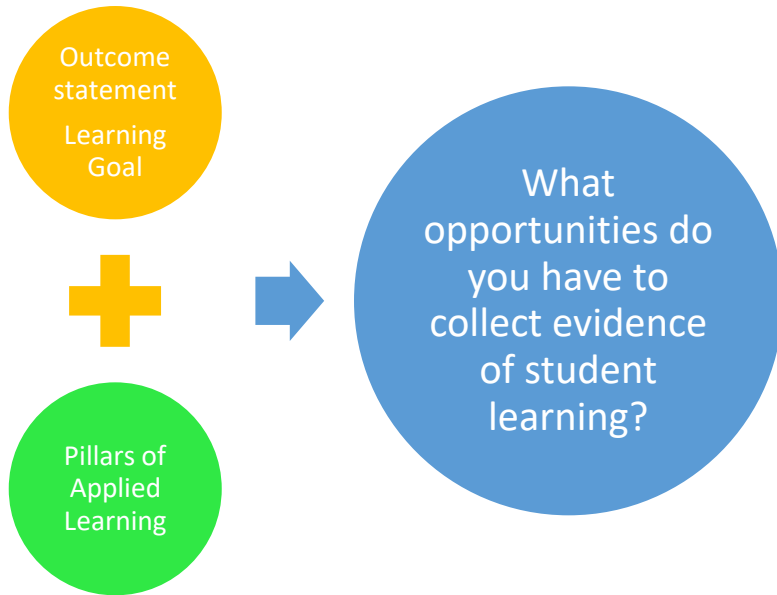 Outcome
statement
Learning
Goal
Pillars of
Applied
Learning
What
opportunities do
you have to
collect evidence
of student
learning?